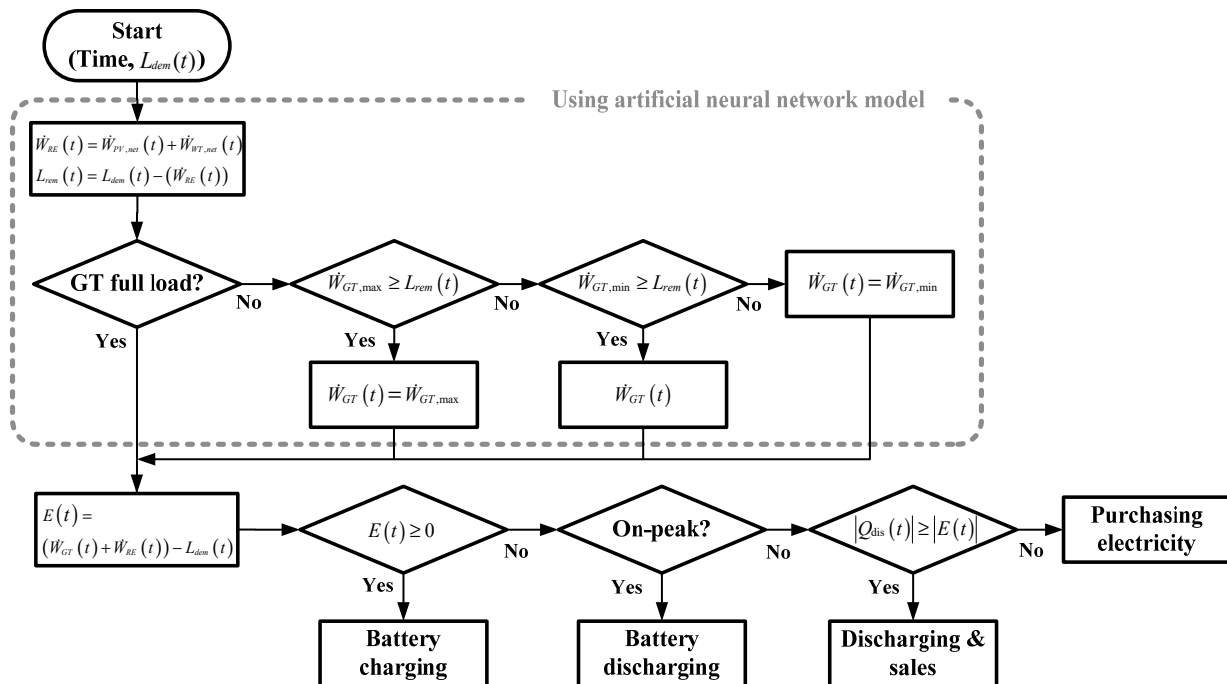 Start
(Time, L_dem(t))
Using artificial neural network model
Ẇ_RE(t) = Ẇ_PV,net(t) + Ẇ_WT,net(t)
L_rem(t) = L_dem(t) − (Ẇ_RE(t))
GT full load?
No
Yes
Ẇ_GT,max ≥ L_rem(t)
No
Yes
Ẇ_GT,min ≥ L_rem(t)
No
Yes
Ẇ_GT(t) = Ẇ_GT,min
Ẇ_GT(t) = Ẇ_GT,max
Ẇ_GT(t)
E(t) =
(Ẇ_GT(t) + Ẇ_RE(t)) − L_dem(t)
E(t) ≥ 0
No
Yes
On-peak?
No
Yes
|Q_dis(t)| ≥ |E(t)|
No
Yes
Purchasing
electricity
Battery
charging
Battery
discharging
Discharging &
sales